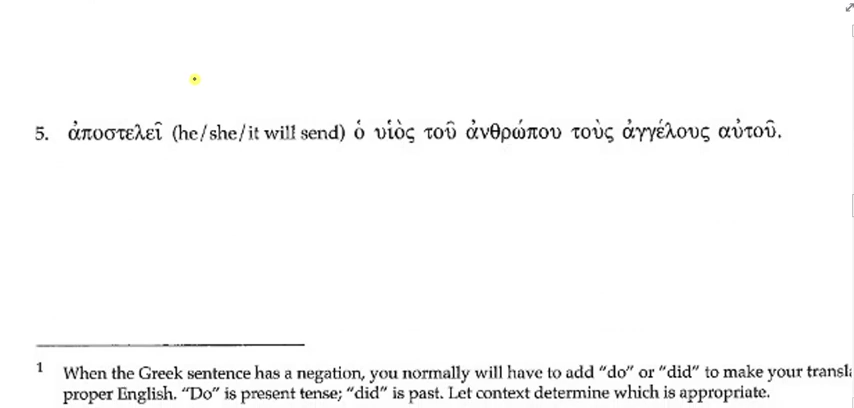 5. ἀποστελεῖ (he/she/it will send) ὁ υἱὸς τοῦ ἀνθρώπου τοὺς ἀγγέλους αὐτοῦ.
1 When the Greek sentence has a negation, you normally will have to add “do” or “did” to make your
proper English. “Do” is present tense; “did” is past. Let context determine which is appropriate.